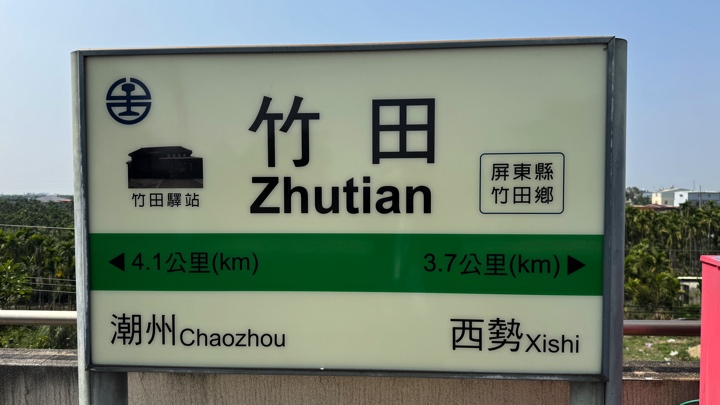 竹田
Zhutian
竹田驛站
屏東縣
竹田鄉
◀4.1公里(km)
3.7公里(km)▶
潮州Chaozhou
西勢Xishi